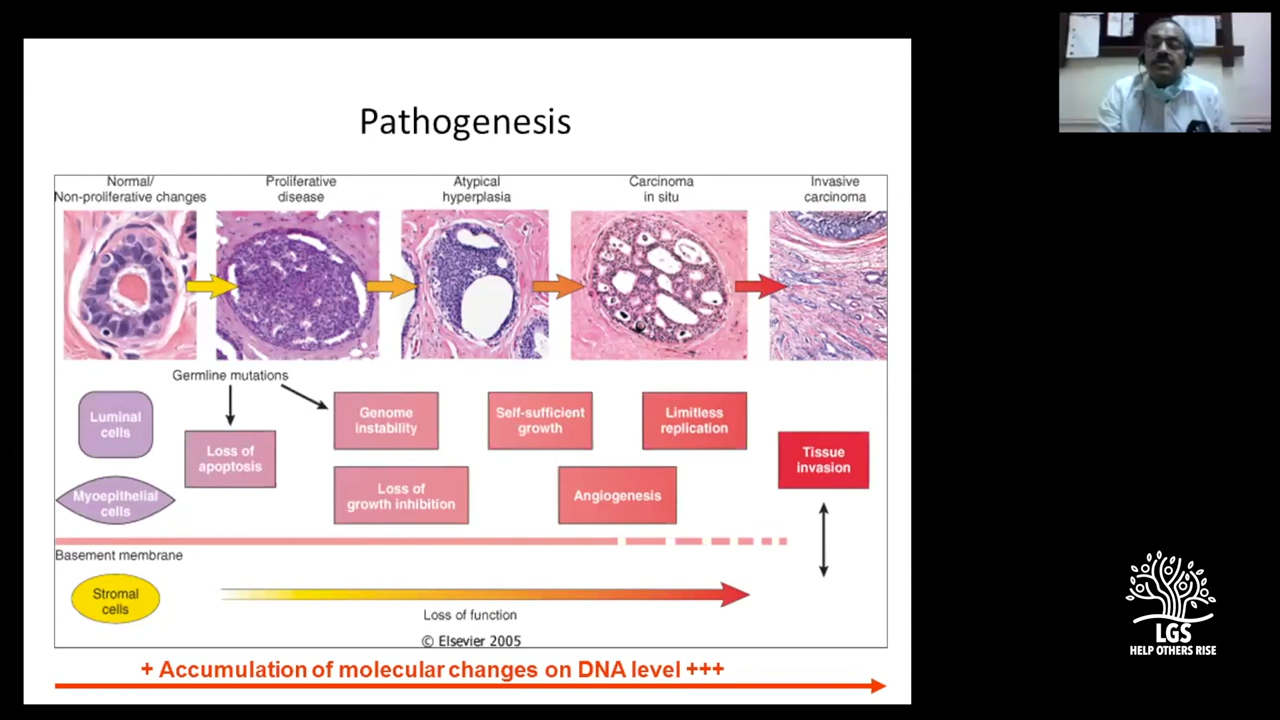 Pathogenesis
Normal/
Non-proliferative changes
Proliferative
disease
Atypical
hyperplasia
Carcinoma
in situ
Invasive
carcinoma
Germline mutations
Luminal
cells
Loss of
apoptosis
Genome
instability
Self-sufficient
growth
Limitless
replication
Tissue
invasion
Myoepithelial
cells
Loss of
growth inhibition
Angiogenesis
Basement membrane
Stromal
cells
Loss of function
© Elsevier 2005
+ Accumulation of molecular changes on DNA level +++
LGS
HELP OTHERS RISE